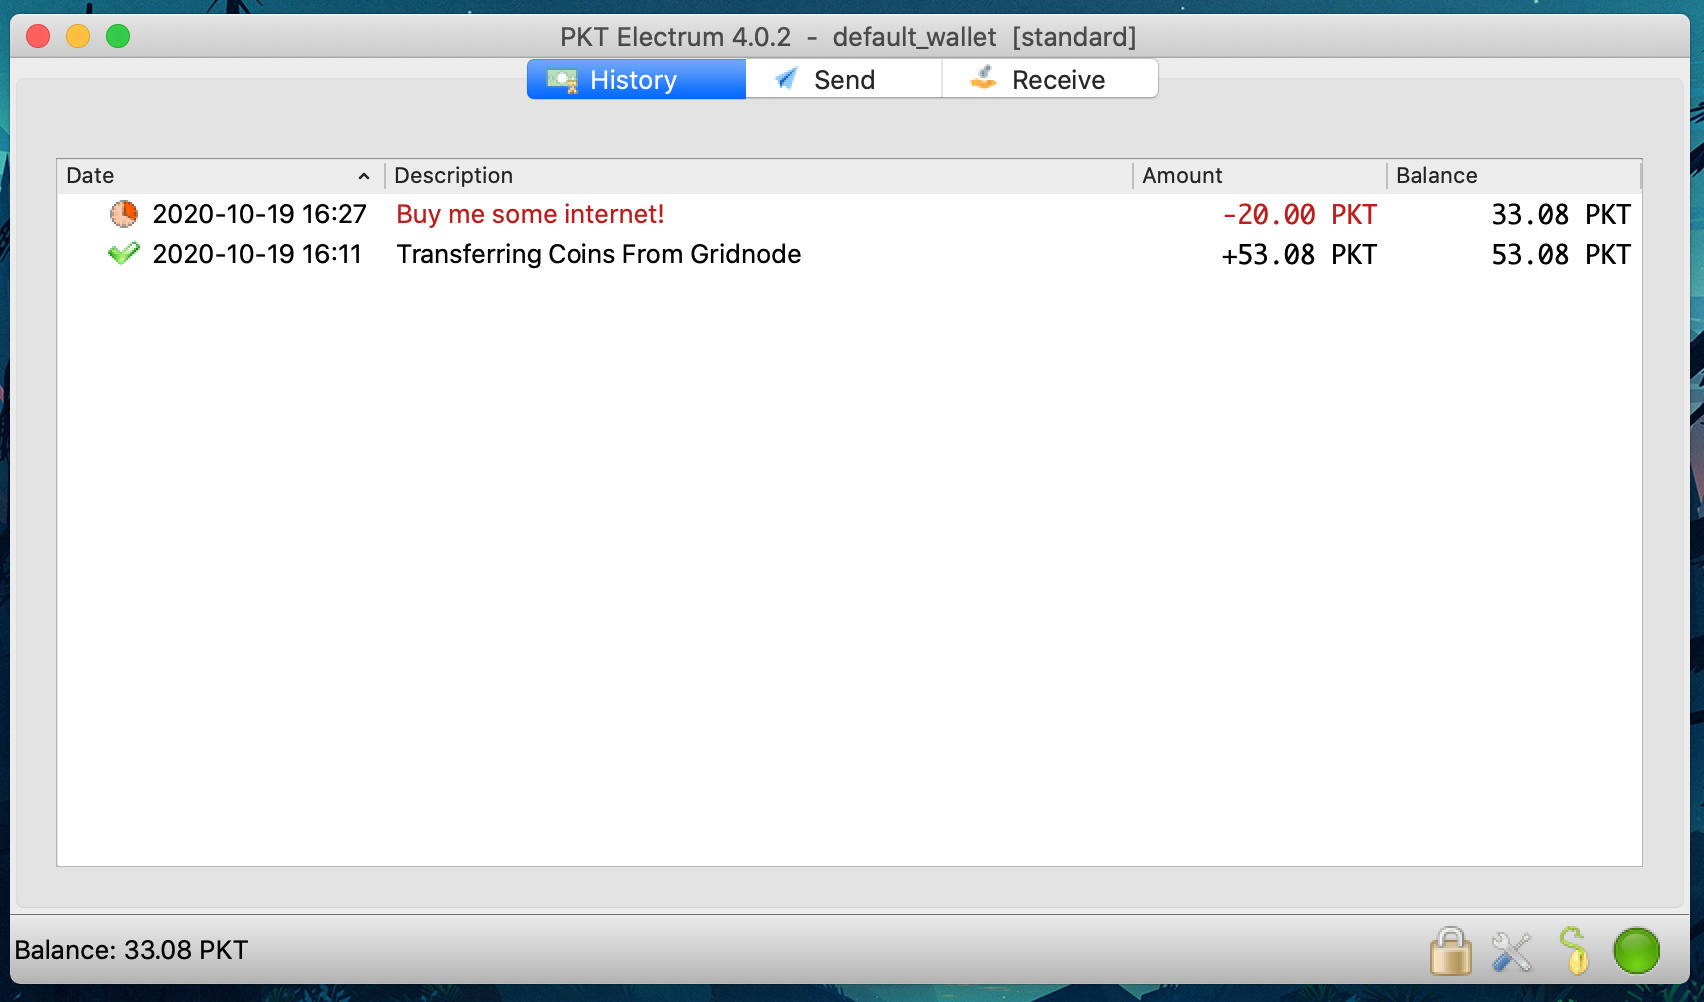 PKT Electrum 4.0.2 - default_wallet [standard]
History Send Receive
Date Description Amount Balance
2020-10-19 16:27 Buy me some internet! -20.00 PKT 33.08 PKT
2020-10-19 16:11 Transferring Coins From Gridnode +53.08 PKT 53.08 PKT
Balance: 33.08 PKT